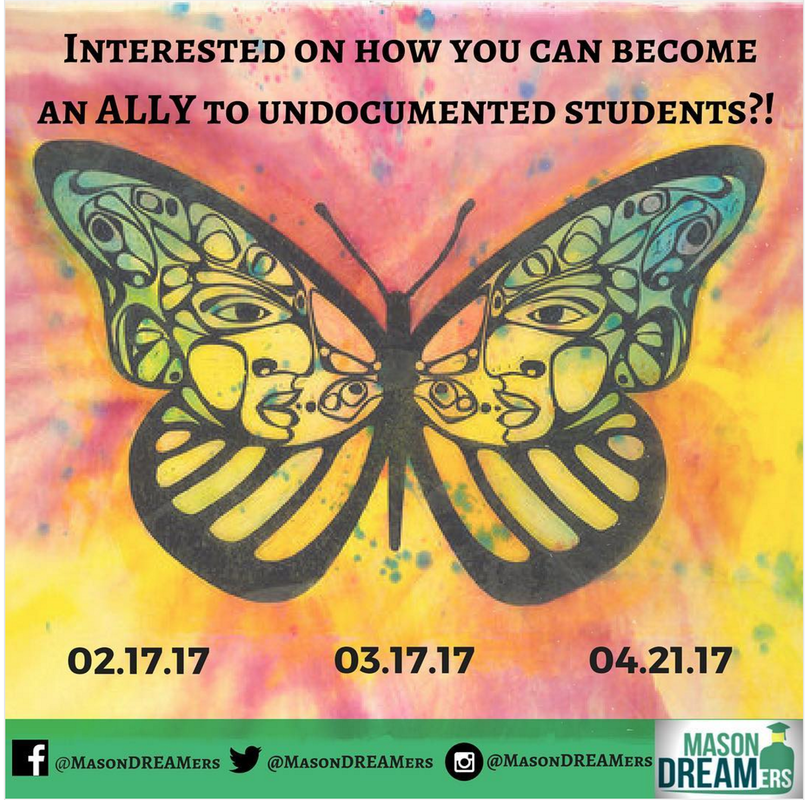 Interested on how you can become
an ALLY to undocumented students?!
02.17.17 03.17.17 04.21.17
@MasonDREAMers @MasonDREAMers @MasonDREAMers
MASON
DREAMERS